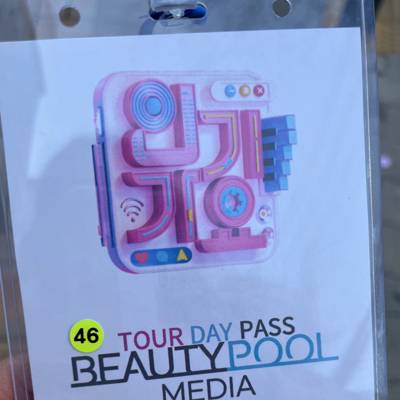 인기
가요
46
TOUR DAY PASS
BEAUTYPOOL
MEDIA